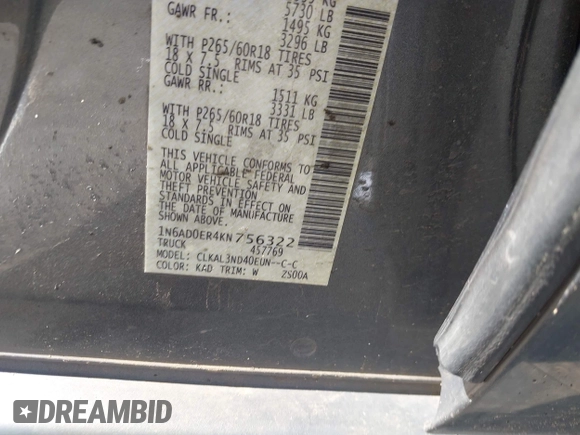 KG
5730 LB
GAWR FR.: 1495 KG
3296 LB
WITH P265/60R18 TIRES
18 X 7.5 RIMS AT 35 PSI
COLD SINGLE
GAWR RR.: 1511 KG
3331 LB
WITH P265/60R18 TIRES
18 X 7.5 RIMS AT 35 PSI
COLD SINGLE
THIS VEHICLE CONFORMS TO
ALL APPLICABLE FEDERAL
MOTOR VEHICLE SAFETY AND
THEFT PREVENTION
STANDARDS IN EFFECT ON
THE DATE OF MANUFACTURE
SHOWN ABOVE.
1N6AD0ER4KN756322
TRUCK 457769
MODEL: CLKAL3ND40EUN--C-C
COLOR: KAD TRIM: W 2S00A
DREAMBID